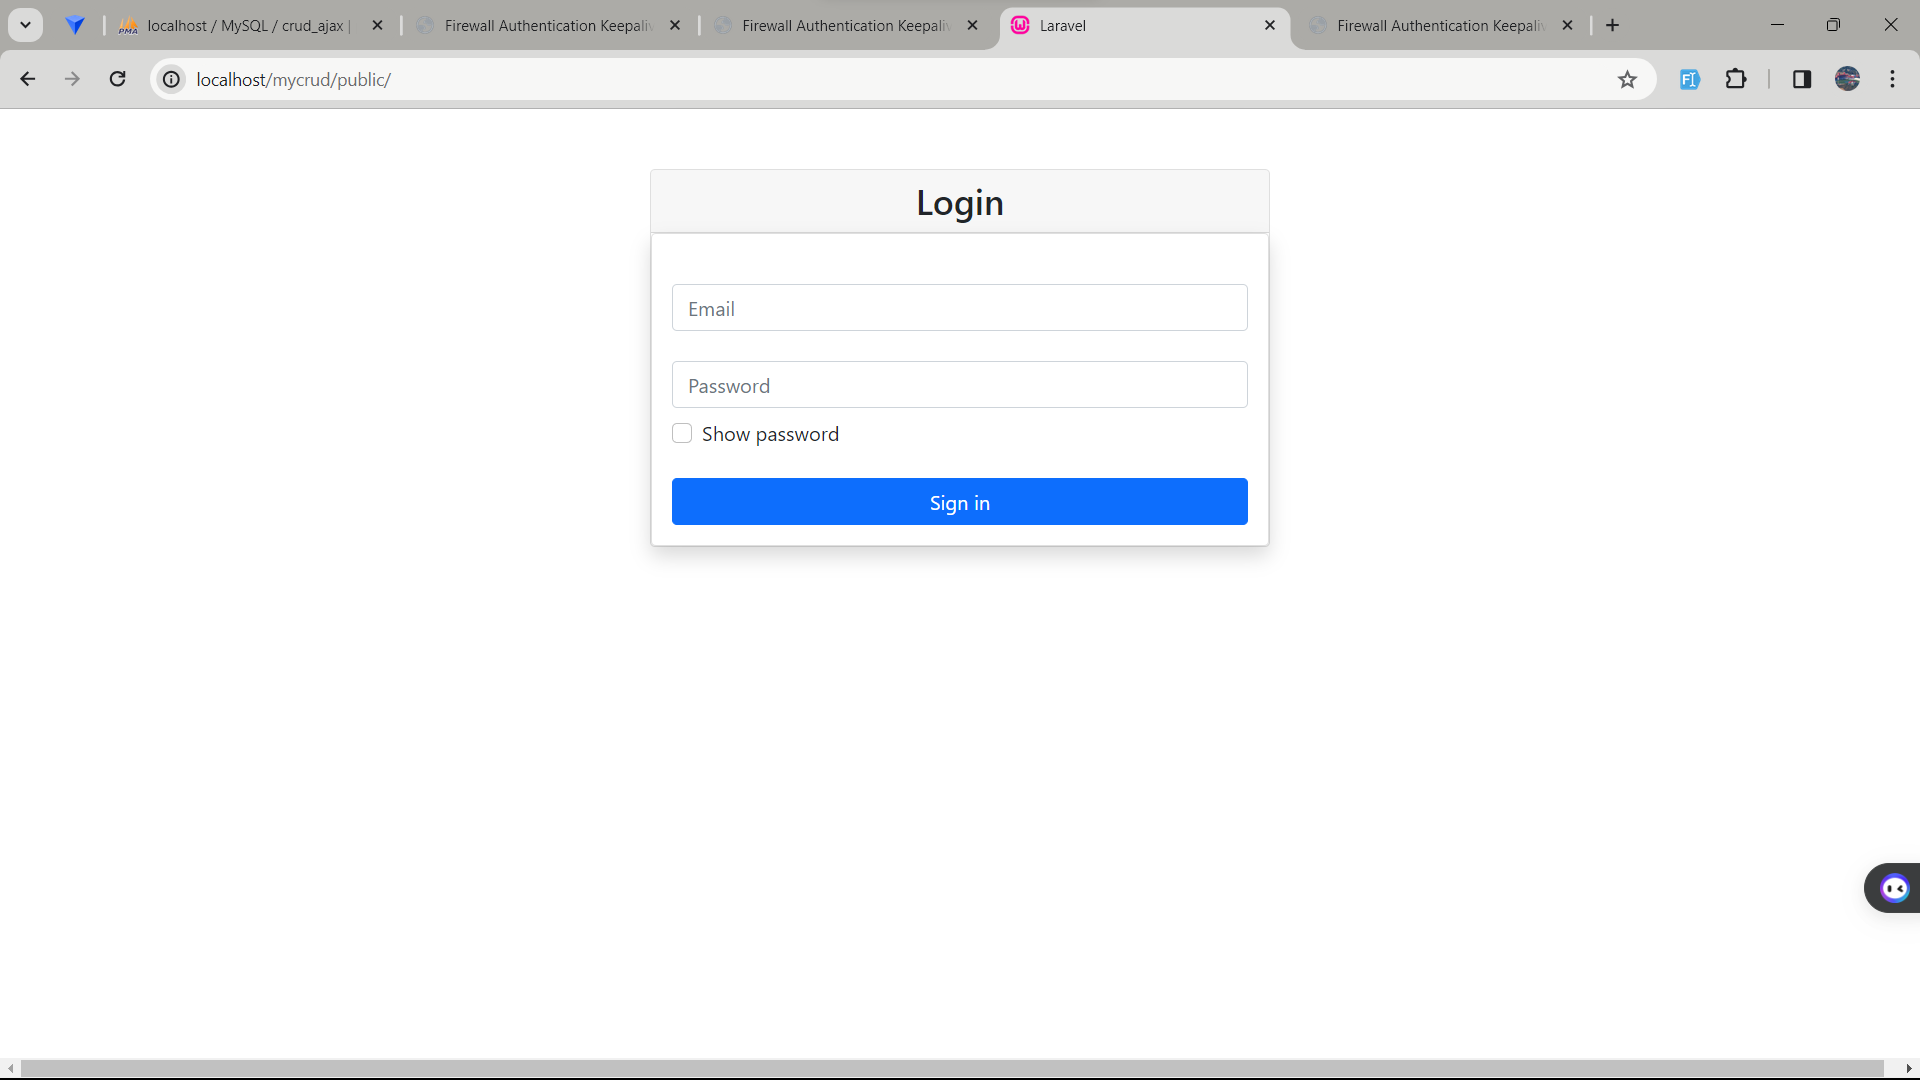 localhost / MySQL / crud_ajax |
Firewall Authentication Keepaliv
Firewall Authentication Keepaliv
Laravel
Firewall Authentication Keepaliv
localhost/mycrud/public/
Login
Email
Password
Show password
Sign in